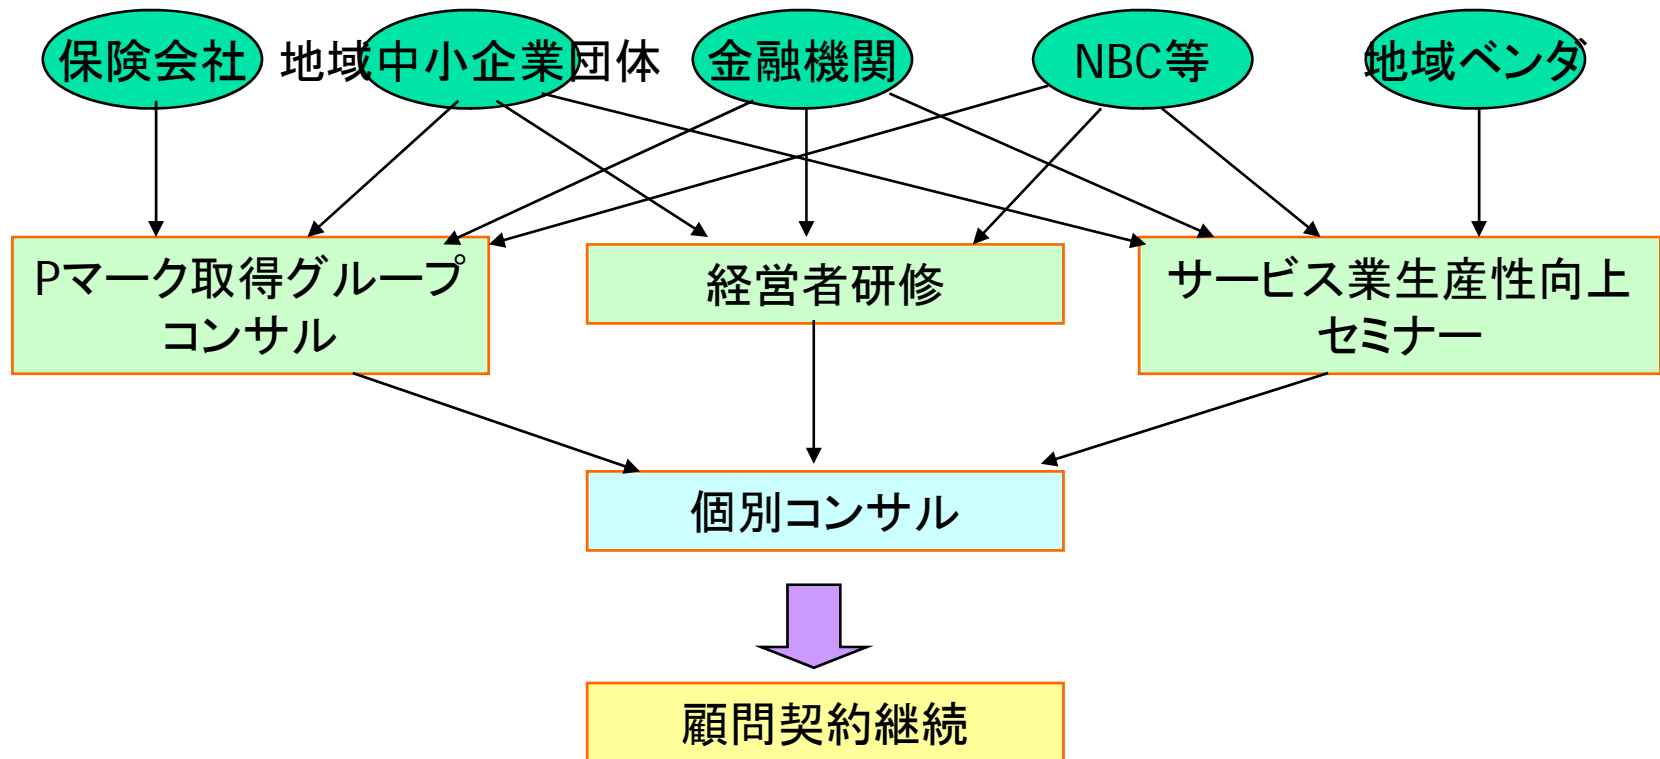 保険会社
地域中小企業団体
金融機関
NBC等
地域ベンダ
Pマーク取得グループ
コンサル
経営者研修
サービス業生産性向上
セミナー
個別コンサル
顧問契約継続